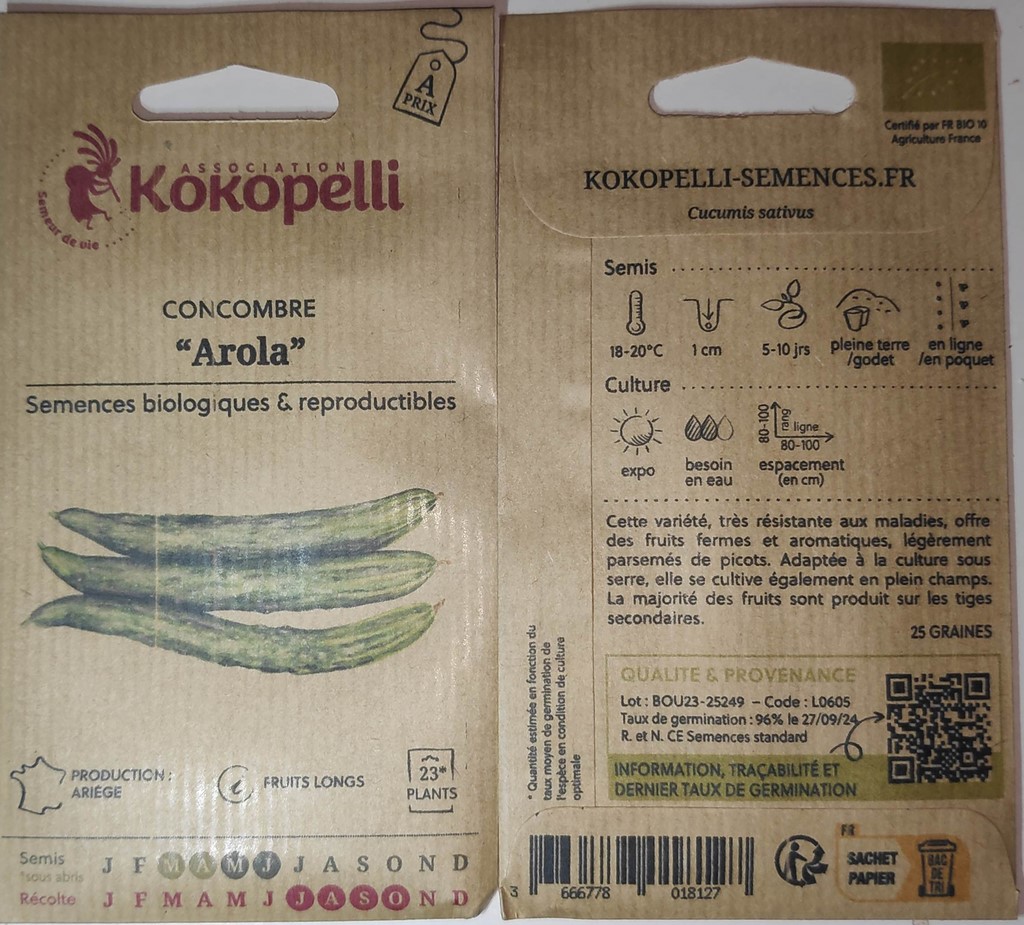 À
PRIX
ASSOCIATION
Kokopelli
Semeur de vie
CONCOMBRE
“Arola”
Semences biologiques & reproductibles
PRODUCTION :
ARIÈGE
i
FRUITS LONGS
23*
PLANTS
Semis
sous abris
J F M A M J J A S O N D
Récolte
J F M A M J J A S O N D
Certifié par FR BIO 10
Agriculture France
KOKOPELLI-SEMENCES.FR
Cucumis sativus
Semis
18-20°C
1 cm
5-10 jrs
pleine terre
/godet
en ligne
/en poquet
Culture
expo
besoin
en eau
80-100
rang
ligne
80-100
espacement
(en cm)
Cette variété, très résistante aux maladies, offre
des fruits fermes et aromatiques, légèrement
parsemés de picots. Adaptée à la culture sous
serre, elle se cultive également en plein champs.
La majorité des fruits sont produit sur les tiges
secondaires.
25 GRAINES
* Quantité estimée en fonction du
taux moyen de germination de
l'espèce en condition de culture
optimale
QUALITE & PROVENANCE
Lot : BOU23-25249 – Code : L0605
Taux de germination : 96% le 27/09/24
R. et N. CE Semences standard
INFORMATION, TRAÇABILITÉ ET
DERNIER TAUX DE GERMINATION
3 666778 018127
FR
SACHET
PAPIER
BAC
DE
TRI